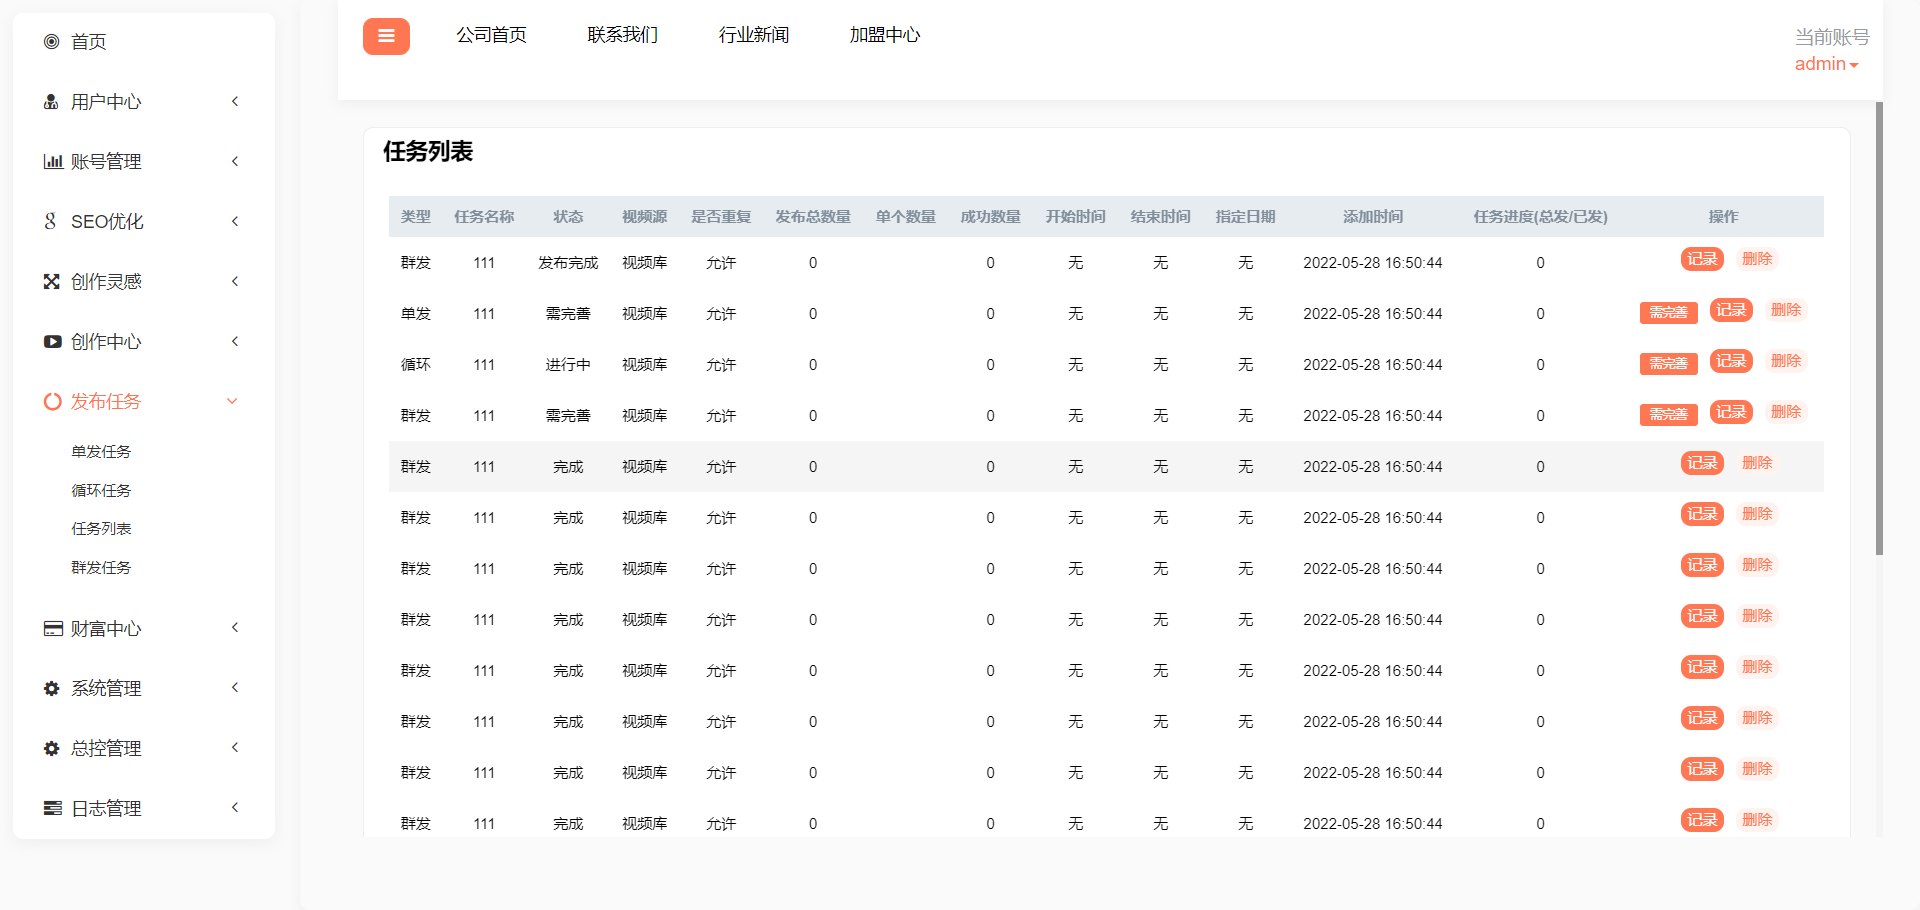 首页
用户中心
账号管理
SEO优化
创作灵感
创作中心
发布任务
单发任务
循环任务
任务列表
群发任务
财富中心
系统管理
总控管理
日志管理
公司首页 联系我们 行业新闻 加盟中心
当前账号
admin
任务列表
类型 任务名称 状态 视频源 是否重复 发布总数量 单个数量 成功数量 开始时间 结束时间 指定日期 添加时间 任务进度(总发/已发) 操作
群发 111 发布完成 视频库 允许 0 0 无 无 无 2022-05-28 16:50:44 0 记录 删除
单发 111 需完善 视频库 允许 0 0 无 无 无 2022-05-28 16:50:44 0 需完善 记录 删除
循环 111 进行中 视频库 允许 0 0 无 无 无 2022-05-28 16:50:44 0 需完善 记录 删除
群发 111 需完善 视频库 允许 0 0 无 无 无 2022-05-28 16:50:44 0 需完善 记录 删除
群发 111 完成 视频库 允许 0 0 无 无 无 2022-05-28 16:50:44 0 记录 删除
群发 111 完成 视频库 允许 0 0 无 无 无 2022-05-28 16:50:44 0 记录 删除
群发 111 完成 视频库 允许 0 0 无 无 无 2022-05-28 16:50:44 0 记录 删除
群发 111 完成 视频库 允许 0 0 无 无 无 2022-05-28 16:50:44 0 记录 删除
群发 111 完成 视频库 允许 0 0 无 无 无 2022-05-28 16:50:44 0 记录 删除
群发 111 完成 视频库 允许 0 0 无 无 无 2022-05-28 16:50:44 0 记录 删除
群发 111 完成 视频库 允许 0 0 无 无 无 2022-05-28 16:50:44 0 记录 删除
群发 111 完成 视频库 允许 0 0 无 无 无 2022-05-28 16:50:44 0 记录 删除